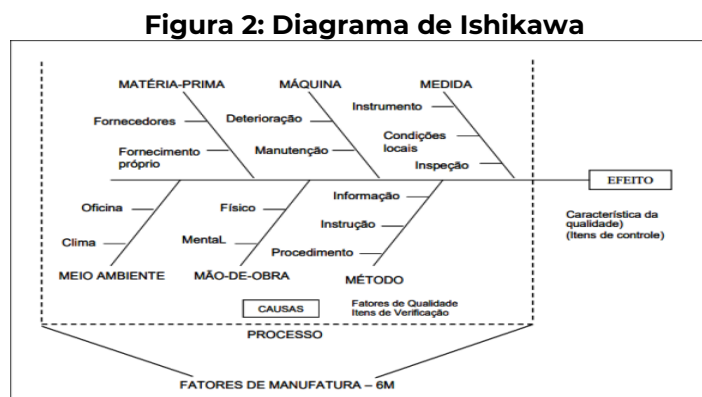 Figura 2: Diagrama de Ishikawa
MATÉRIA-PRIMA
MÁQUINA
MEDIDA
Fornecedores
Fornecimento
próprio
Deterioração
Manutenção
Instrumento
Condições
locais
Inspeção
EFEITO
Característica da
qualidade)
(Itens de controle)
Oficina
Clima
Físico
MentaL
Informação
Instrução
Procedimento
MEIO AMBIENTE
MÃO-DE-OBRA
MÉTODO
CAUSAS
Fatores de Qualidade
Itens de Verificação
PROCESSO
FATORES DE MANUFATURA – 6M